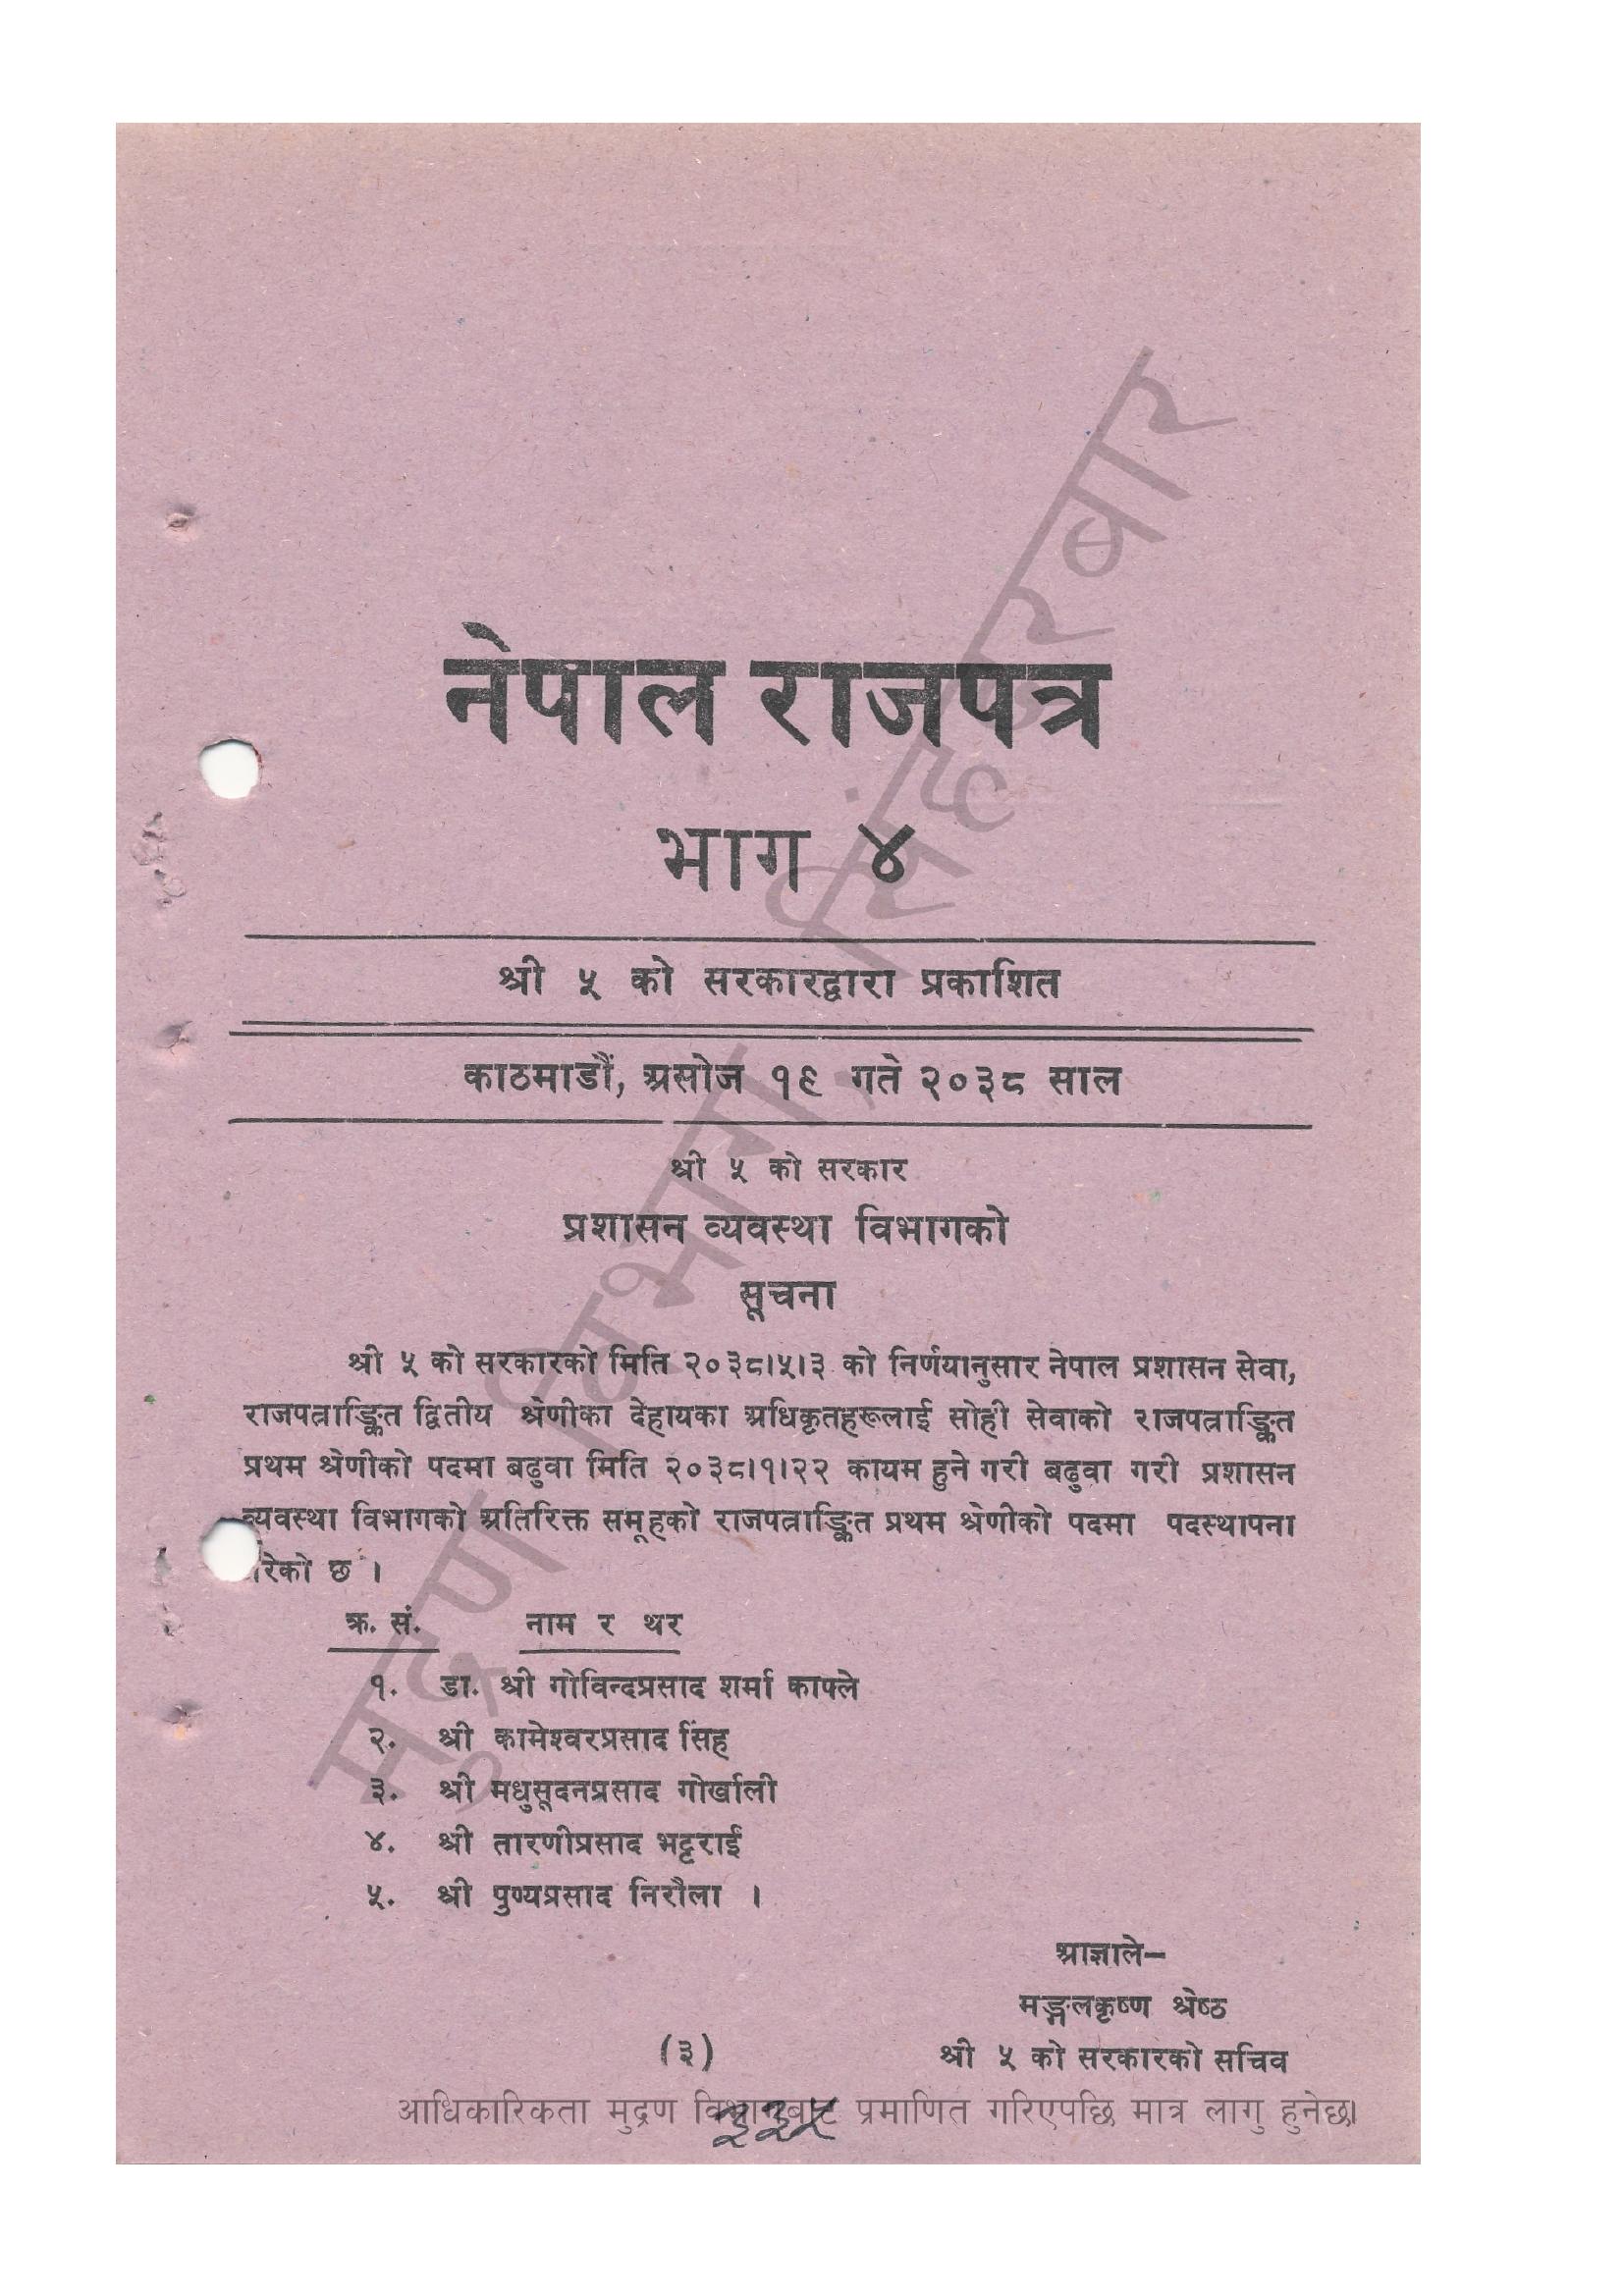 नेपाल राजपत्र
भाग ४
श्री ५ को सरकारद्वारा प्रकाशित
काठमाडौं, असोज १९ गते २०३८ साल
श्री ५ को सरकार
प्रशासन व्यवस्था विभागको
सूचना
श्री ५ को सरकारको मिति २०३८।५।३ को निर्णयानुसार नेपाल प्रशासन सेवा,
राजपत्राङ्कित द्वितीय श्रेणीका देहायका अधिकृतहरूलाई सोही सेवाको राजपत्राङ्कित
प्रथम श्रेणीको पदमा बढुवा मिति २०३८।१।२२ कायम हुने गरी बढुवा गरी प्रशासन
व्यवस्था विभागको अतिरिक्त समूहको राजपत्राङ्कित प्रथम श्रेणीको पदमा पदस्थापना
रेको छ ।
क्र. सं. नाम र थर
१. डा. श्री गोविन्दप्रसाद शर्मा काफ्ले
२. श्री कामेश्वरप्रसाद सिंह
३. श्री मधुसूदनप्रसाद गोर्खाली
४. श्री तारणीप्रसाद भट्टराई
५. श्री पुण्यप्रसाद निरौला ।
आज्ञाले–
मङ्गलकृष्ण श्रेष्ठ
श्री ५ को सरकारको सचिव
(३)
आधिकारिकता मुद्रण विभागबाट प्रमाणित गरिएपछि मात्र लागु हुनेछ।
३३५
मुद्रण विभाग, सिंहदरबार